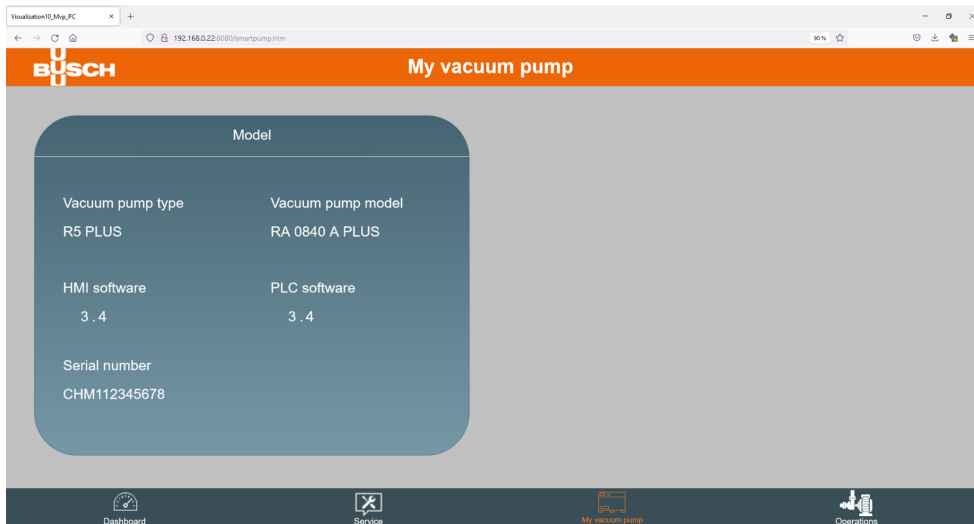 Visualization10_Mvp_PC
192.168.0.22:8080/smartpump.htm
90%
BUSCH
My vacuum pump
Model
Vacuum pump type
Vacuum pump model
R5 PLUS
RA 0840 A PLUS
HMI software
PLC software
3 . 4
3 . 4
Serial number
CHM112345678
Dashboard
Service
My vacuum pump
Operations